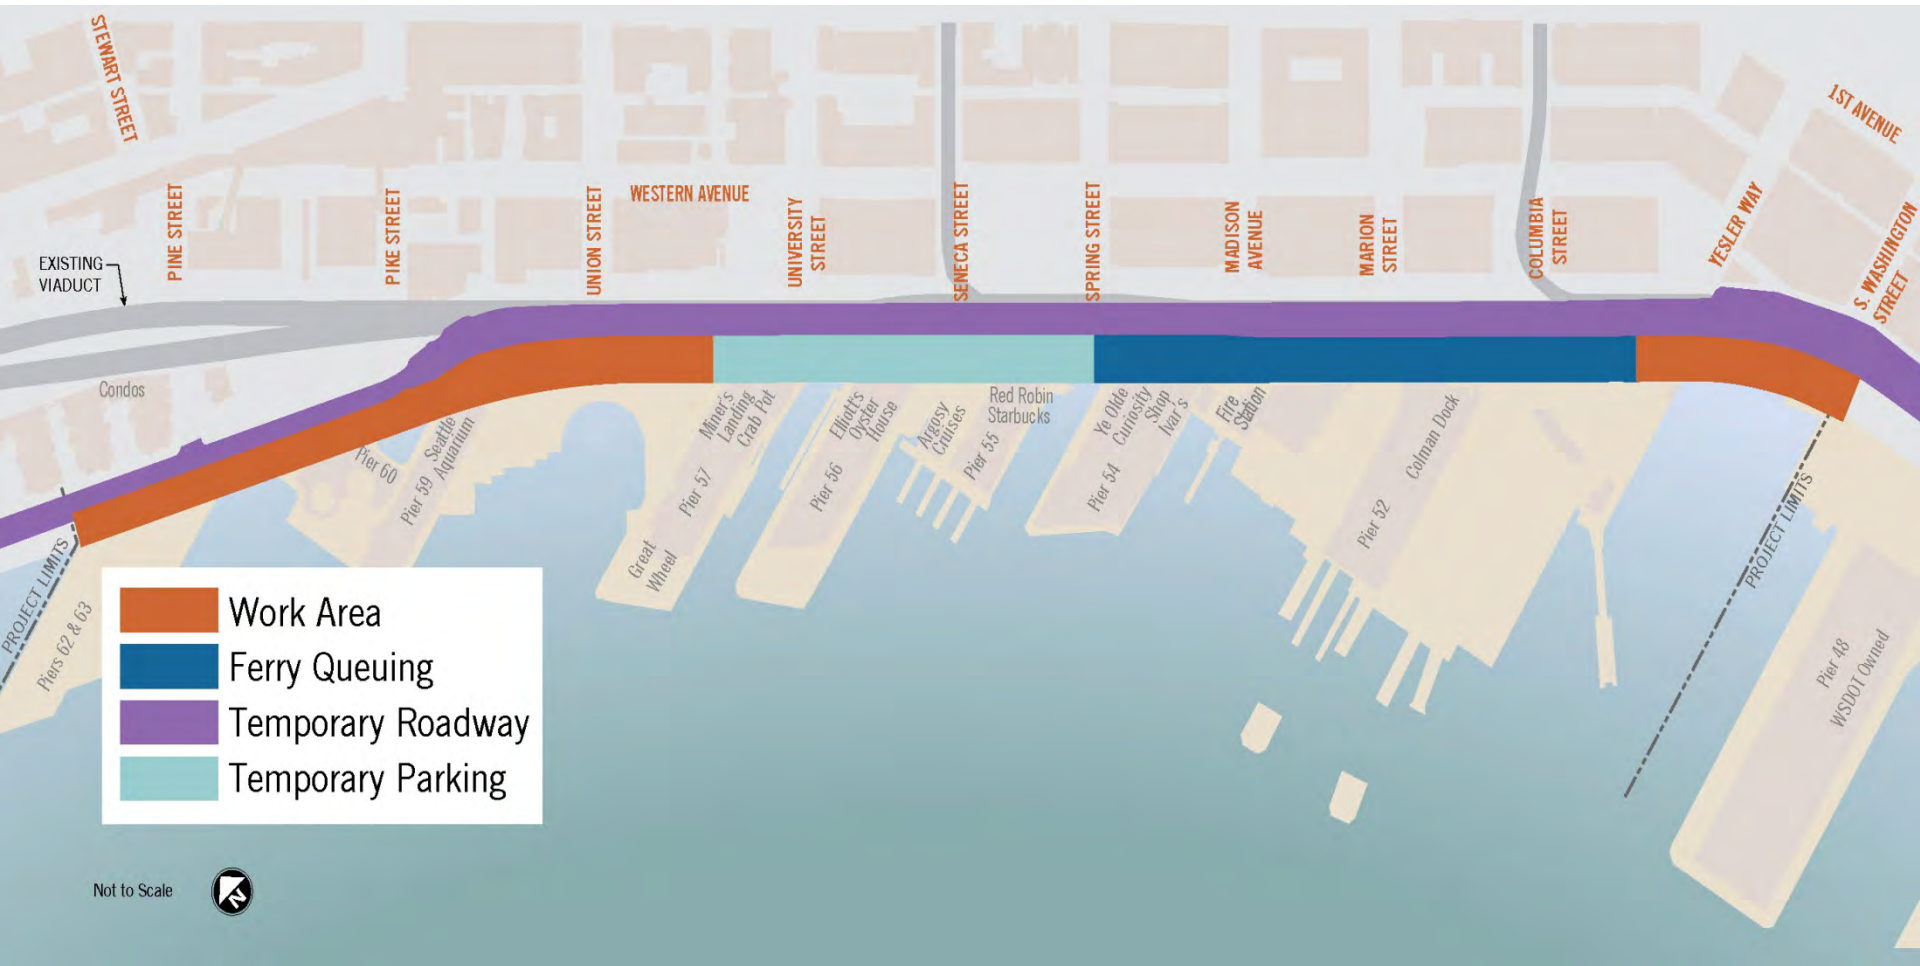 STEWART STREET
1ST AVENUE
PINE STREET
PIKE STREET
UNION STREET
WESTERN AVENUE
UNIVERSITY
STREET
SENECA STREET
SPRING STREET
MADISON
AVENUE
MARION
STREET
COLUMBIA
STREET
YESLER WAY
S. WASHINGTON
STREET
EXISTING
VIADUCT
Condos
Pier 60
Seattle
Aquarium
Pier 59
Miner's
Landing
Crab Pot
Pier 57
Great
Wheel
Elliott's
Oyster
House
Pier 56
Argosy
Cruises
Red Robin
Starbucks
Pier 55
Ye Olde
Curiosity
Shop
Ivar's
Pier 54
Fire
Station
Colman Dock
Pier 52
PROJECT LIMITS
Pier 48
WSDOT Owned
PROJECT LIMITS
Piers 62 & 63
Work Area
Ferry Queuing
Temporary Roadway
Temporary Parking
Not to Scale
N